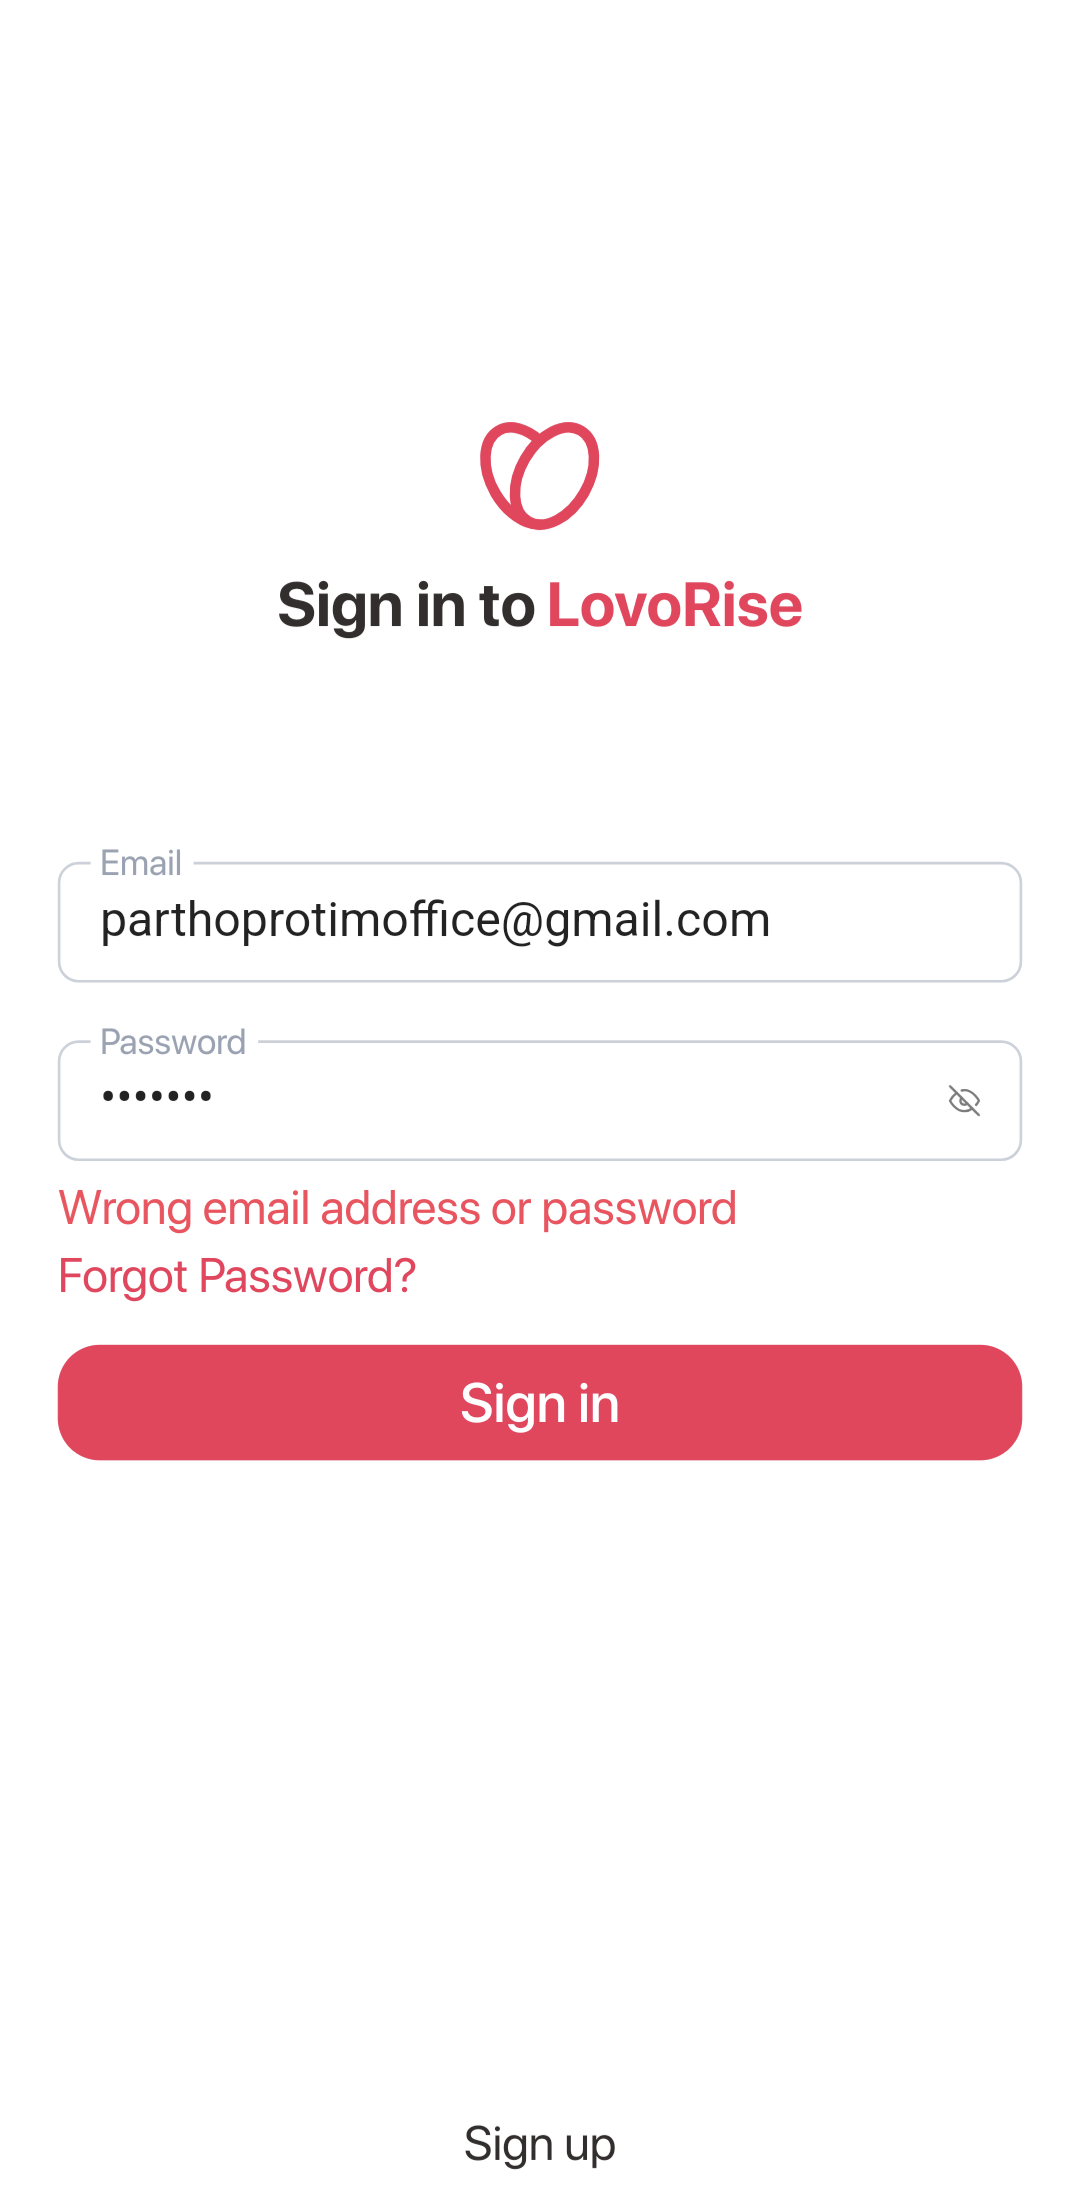 Sign in to LovoRise
Email
parthoprotimoffice@gmail.com
Password
•••••••
Wrong email address or password
Forgot Password?
Sign in
Sign up